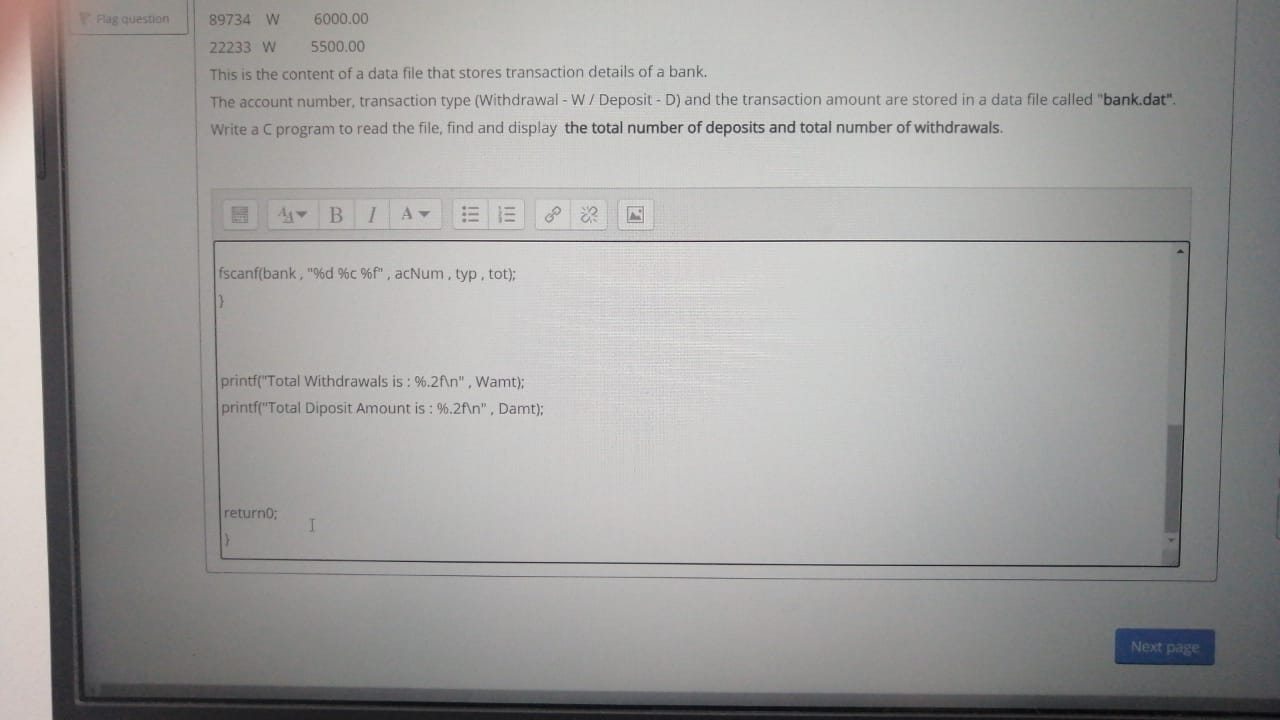 Flag question
89734 W 6000.00
22233 W 5500.00
This is the content of a data file that stores transaction details of a bank.
The account number, transaction type (Withdrawal - W / Deposit - D) and the transaction amount are stored in a data file called "bank.dat".
Write a C program to read the file, find and display the total number of deposits and total number of withdrawals.
B I A
fscanf(bank , "%d %c %f" , acNum , typ , tot);
}
printf("Total Withdrawals is : %.2f\n" , Wamt);
printf("Total Diposit Amount is : %.2f\n" , Damt);
return0;
}
Next page